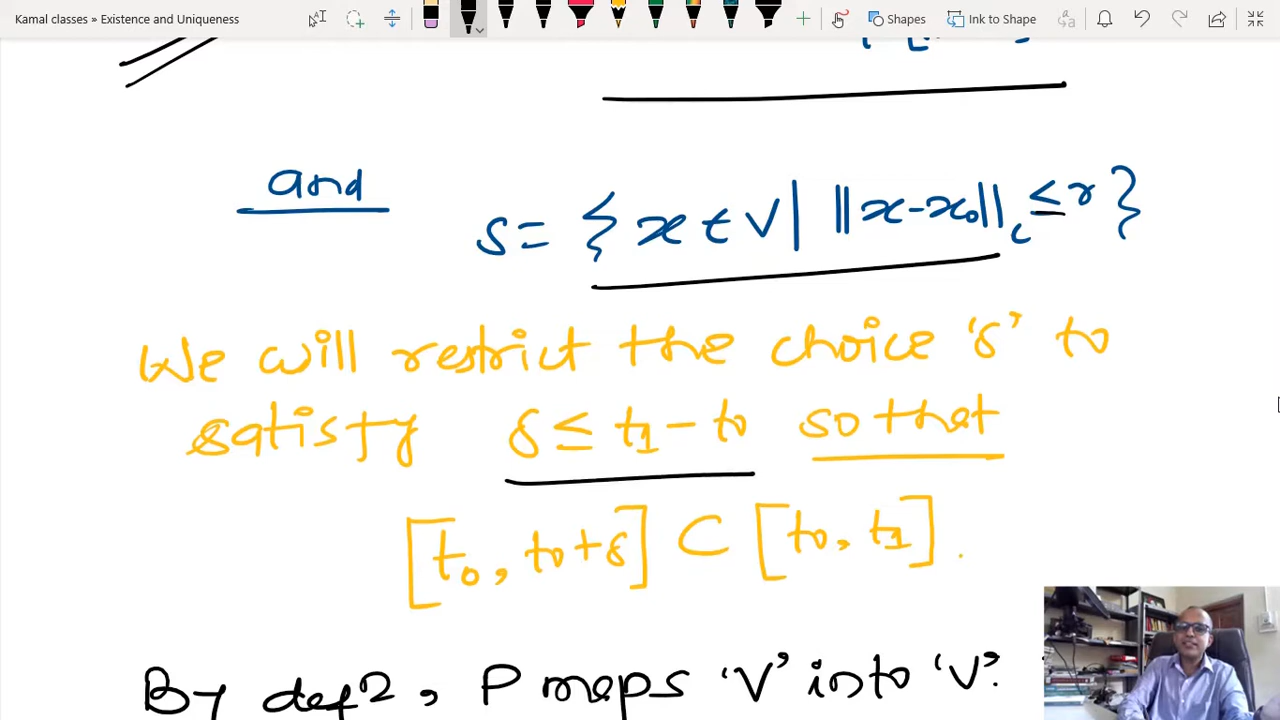 Kamal classes » Existence and Uniqueness
Shapes
Ink to Shape
and
S = { x ∈ V | ||x-x₀||c ≤ r }
We will restrict the choice 'δ' to
satisfy δ ≤ t1 - t0 so that
[t0, t0+δ] ⊂ [t0, t1].
By defn, P maps 'V' into 'V'.